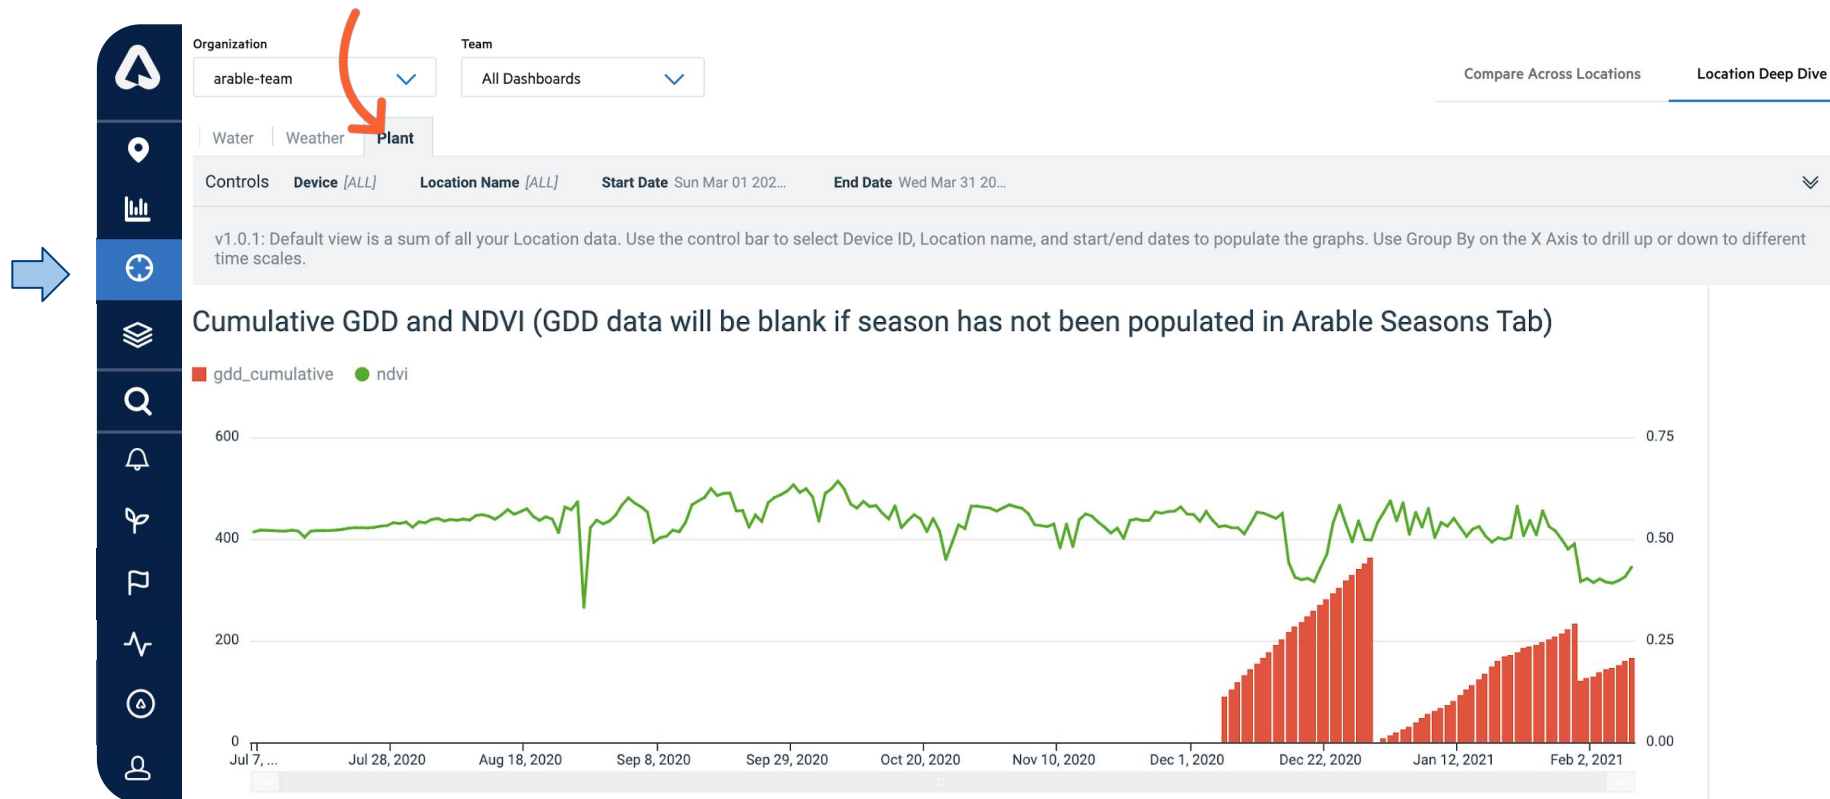 Organization
Team
arable-team
All Dashboards
Compare Across Locations
Location Deep Dive
Water
Weather
Plant
Controls Device [ALL] Location Name [ALL] Start Date Sun Mar 01 202... End Date Wed Mar 31 20...
v1.0.1: Default view is a sum of all your Location data. Use the control bar to select Device ID, Location name, and start/end dates to populate the graphs. Use Group By on the X Axis to drill up or down to different
time scales.
Cumulative GDD and NDVI (GDD data will be blank if season has not been populated in Arable Seasons Tab)
gdd_cumulative ndvi
600 0.75
400 0.50
200 0.25
0 0.00
Jul 7, ... Jul 28, 2020 Aug 18, 2020 Sep 8, 2020 Sep 29, 2020 Oct 20, 2020 Nov 10, 2020 Dec 1, 2020 Dec 22, 2020 Jan 12, 2021 Feb 2, 2021